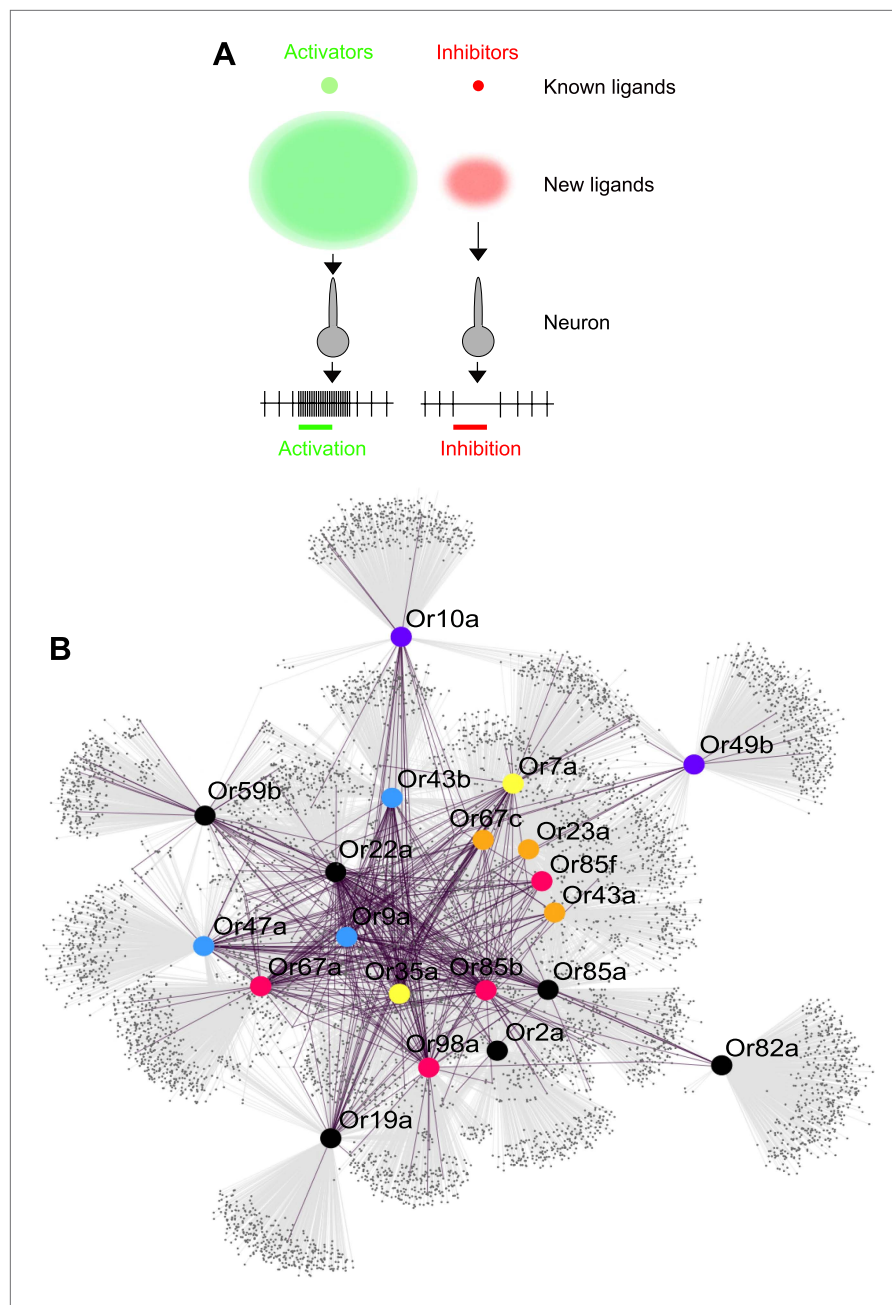 A
Activators
Inhibitors
Known ligands
New ligands
Neuron
Activation
Inhibition
B
Or10a
Or49b
Or7a
Or43b
Or59b
Or67c
Or23a
Or22a
Or85f
Or43a
Or9a
Or47a
Or67a
Or35a
Or85b
Or85a
Or2a
Or98a
Or82a
Or19a